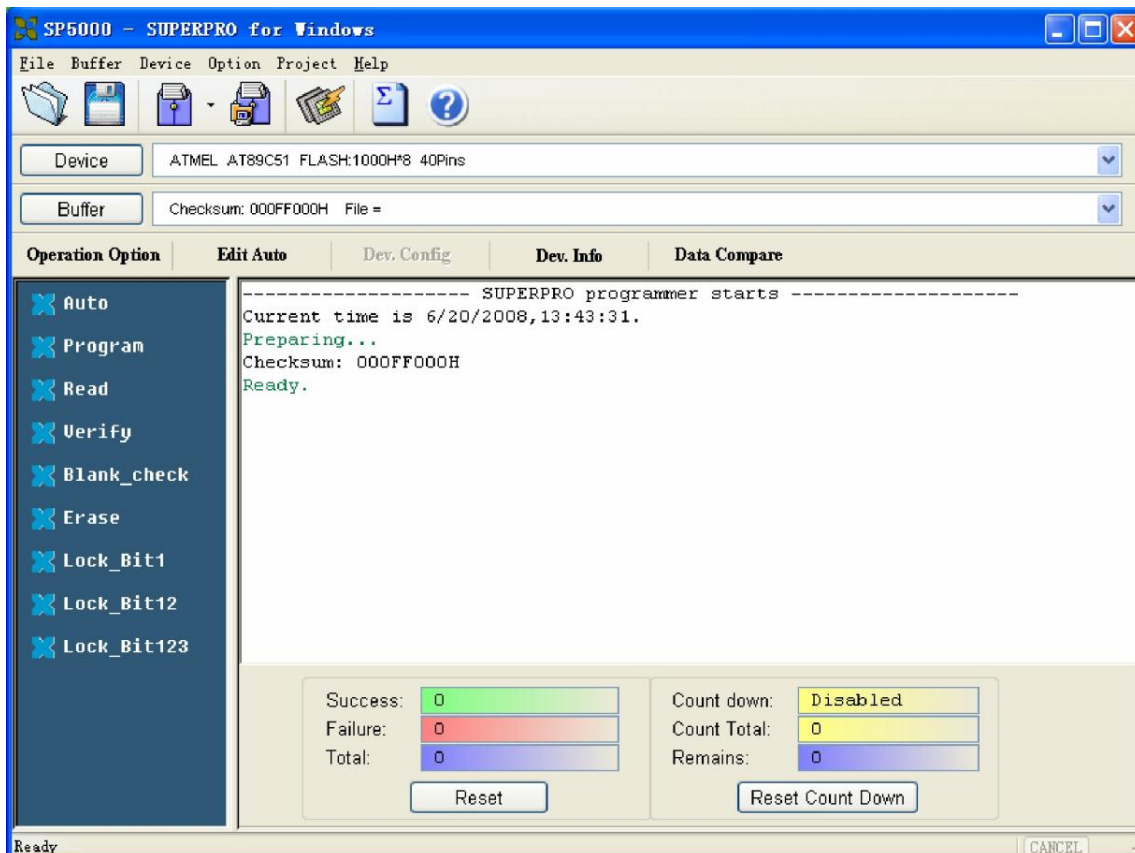 SP5000 - SUPERPRO for Windows
File Buffer Device Option Project Help
Σ ?
Device ATMEL AT89C51 FLASH:1000H*8 40Pins
Buffer Checksum: 000FF000H File =
Operation Option Edit Auto Dev. Config Dev. Info Data Compare
Auto
Program
Read
Verify
Blank_check
Erase
Lock_Bit1
Lock_Bit12
Lock_Bit123
-------------------- SUPERPRO programmer starts --------------------
Current time is 6/20/2008,13:43:31.
Preparing...
Checksum: 000FF000H
Ready.
Success: 0
Failure: 0
Total: 0
Reset
Count down: Disabled
Count Total: 0
Remains: 0
Reset Count Down
Ready CANCEL